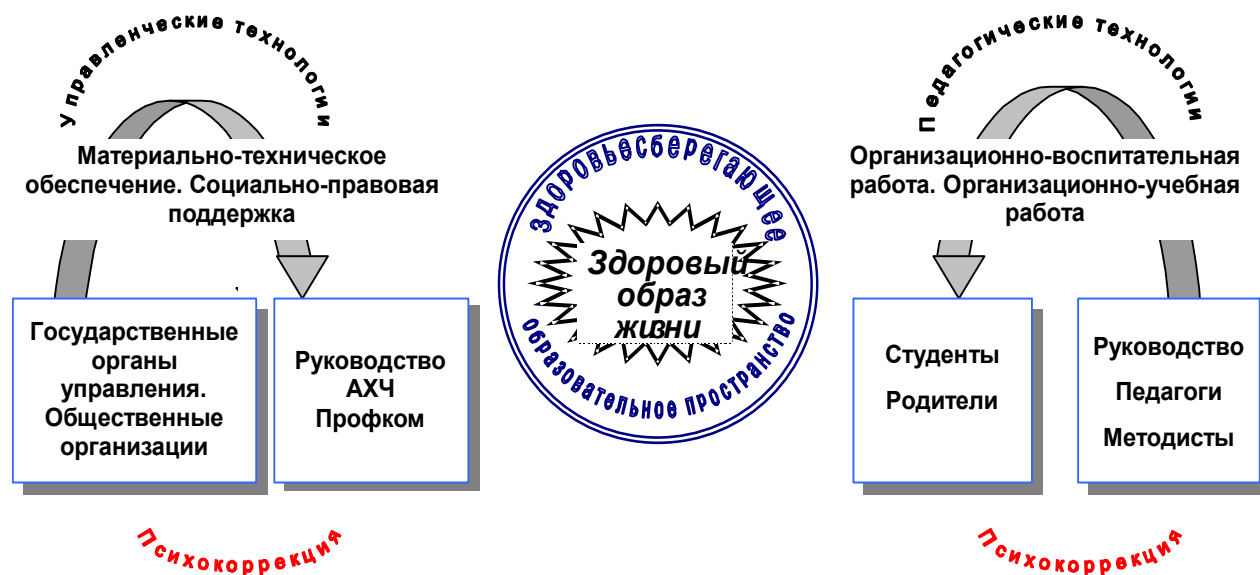 Управленческие технологии
Материально-техническое
обеспечение. Социально-правовая
поддержка
Государственные
органы
управления.
Общественные
организации
Руководство
АХЧ
Профком
Психокоррекция
Здоровьесберегающее
Здоровый
образ
жизни
образовательное пространство
Педагогические технологии
Организационно-воспитательная
работа. Организационно-учебная
работа
Студенты
Родители
Руководство
Педагоги
Методисты
Психокоррекция